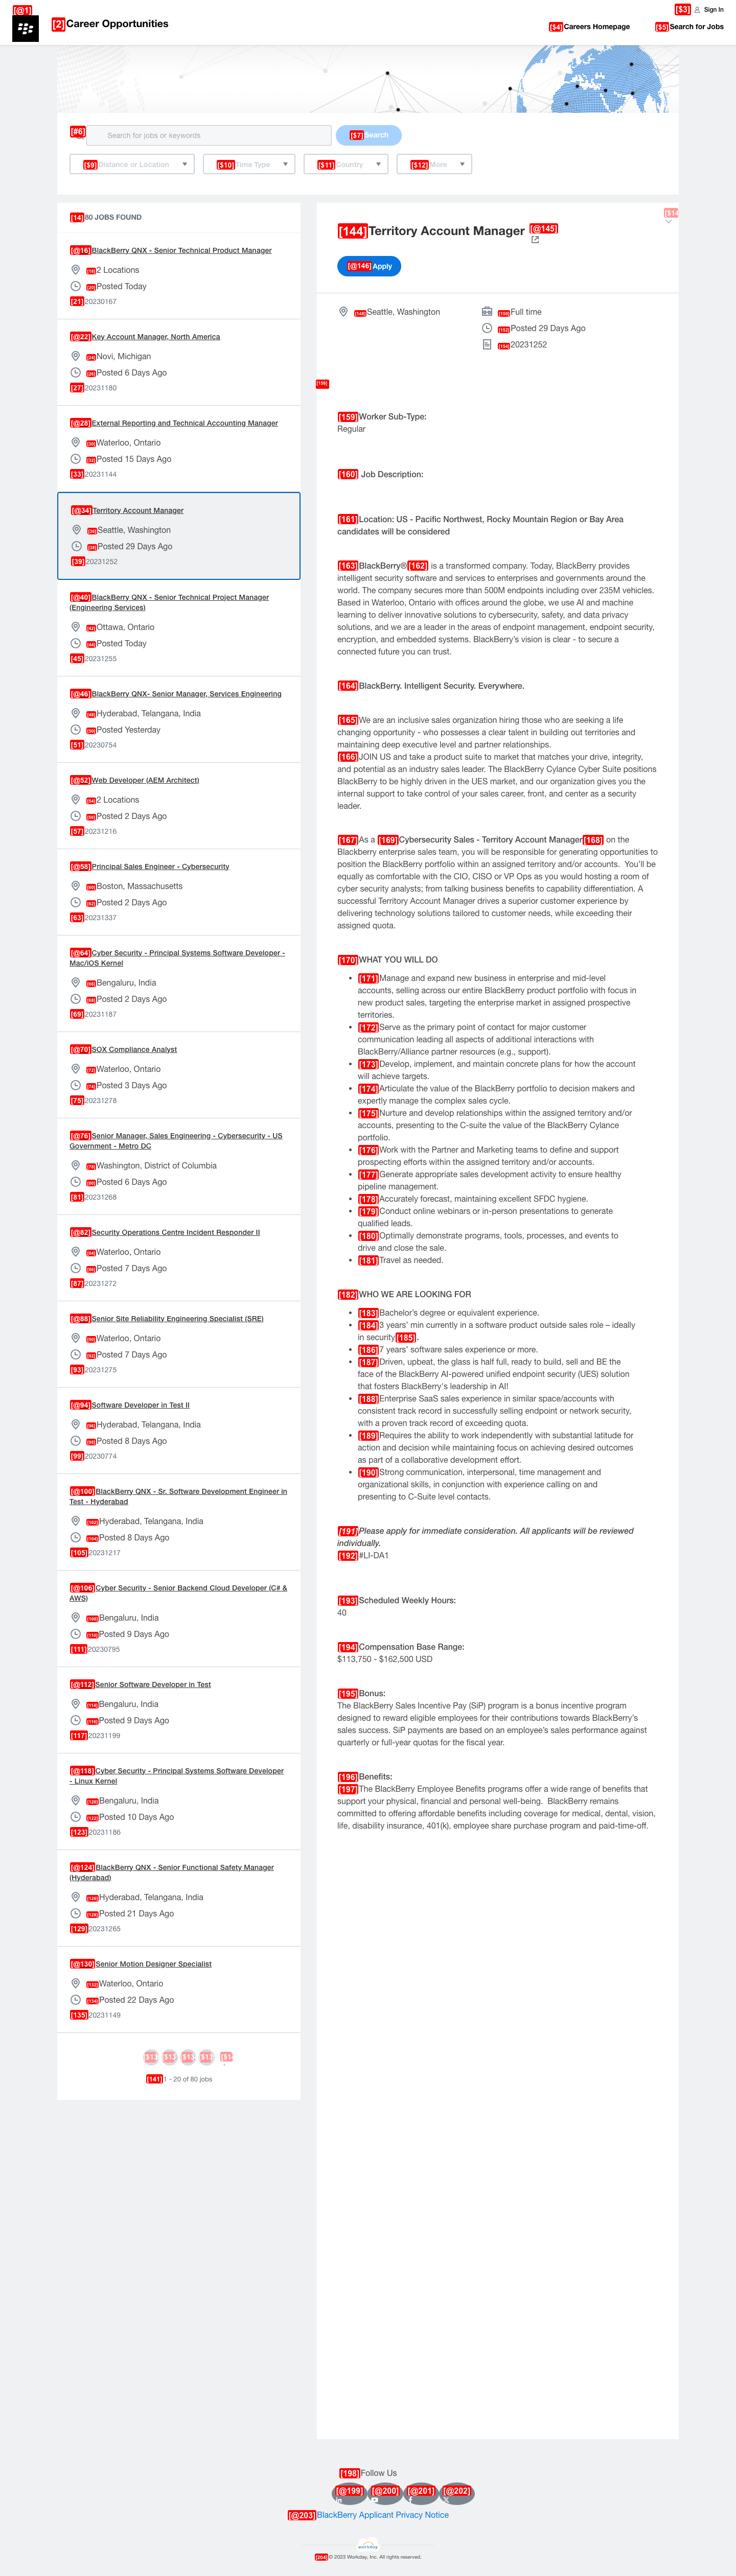 [@1]
[2]Career Opportunities
[$3] Sign In
[$4]Careers Homepage
[$5]Search for Jobs
[#6]
Search for jobs or keywords
[$7]Search
[$9]Distance or Location
[$10]Time Type
[$11]Country
[$12]More
[14]80 JOBS FOUND
[@16]BlackBerry QNX - Senior Technical Product Manager
[18]2 Locations
[20]Posted Today
[21]20230167
[@22]Key Account Manager, North America
[24]Novi, Michigan
[26]Posted 6 Days Ago
[27]20231180
[@28]External Reporting and Technical Accounting Manager
[30]Waterloo, Ontario
[32]Posted 15 Days Ago
[33]20231144
[@34]Territory Account Manager
[36]Seattle, Washington
[38]Posted 29 Days Ago
[39]20231252
[@40]BlackBerry QNX - Senior Technical Project Manager
(Engineering Services)
[42]Ottawa, Ontario
[44]Posted Today
[45]20231255
[@46]BlackBerry QNX- Senior Manager, Services Engineering
[48]Hyderabad, Telangana, India
[50]Posted Yesterday
[51]20230754
[@52]Web Developer (AEM Architect)
[54]2 Locations
[56]Posted 2 Days Ago
[57]20231216
[@58]Principal Sales Engineer - Cybersecurity
[60]Boston, Massachusetts
[62]Posted 2 Days Ago
[63]20231337
[@64]Cyber Security - Principal Systems Software Developer -
Mac/iOS Kernel
[66]Bengaluru, India
[68]Posted 2 Days Ago
[69]20231187
[@70]SOX Compliance Analyst
[72]Waterloo, Ontario
[74]Posted 3 Days Ago
[75]20231278
[@76]Senior Manager, Sales Engineering - Cybersecurity - US
Government - Metro DC
[78]Washington, District of Columbia
[80]Posted 6 Days Ago
[81]20231268
[@82]Security Operations Centre Incident Responder II
[84]Waterloo, Ontario
[86]Posted 7 Days Ago
[87]20231272
[@88]Senior Site Reliability Engineering Specialist (SRE)
[90]Waterloo, Ontario
[92]Posted 7 Days Ago
[93]20231275
[@94]Software Developer in Test II
[96]Hyderabad, Telangana, India
[98]Posted 8 Days Ago
[99]20230774
[@100]BlackBerry QNX - Sr. Software Development Engineer in
Test - Hyderabad
[102]Hyderabad, Telangana, India
[104]Posted 8 Days Ago
[105]20231217
[@106]Cyber Security - Senior Backend Cloud Developer (C# &
AWS)
[108]Bengaluru, India
[110]Posted 9 Days Ago
[111]20230795
[@112]Senior Software Developer in Test
[114]Bengaluru, India
[116]Posted 9 Days Ago
[117]20231199
[@118]Cyber Security - Principal Systems Software Developer
- Linux Kernel
[120]Bengaluru, India
[122]Posted 10 Days Ago
[123]20231186
[@124]BlackBerry QNX - Senior Functional Safety Manager
(Hyderabad)
[126]Hyderabad, Telangana, India
[128]Posted 21 Days Ago
[129]20231265
[@130]Senior Motion Designer Specialist
[132]Waterloo, Ontario
[134]Posted 22 Days Ago
[135]20231149
[141]1 - 20 of 80 jobs
[144]Territory Account Manager [@145]
[@146]Apply
[148]Seattle, Washington
[150]Full time
[152]Posted 29 Days Ago
[154]20231252
[159]Worker Sub-Type:
Regular
[160] Job Description:
[161]Location: US - Pacific Northwest, Rocky Mountain Region or Bay Area
candidates will be considered
[163]BlackBerry®[162] is a transformed company. Today, BlackBerry provides
intelligent security software and services to enterprises and governments around the
world. The company secures more than 500M endpoints including over 235M vehicles.
Based in Waterloo, Ontario with offices around the globe, we use AI and machine
learning to deliver innovative solutions to cybersecurity, safety, and data privacy
solutions, and we are a leader in the areas of endpoint management, endpoint security,
encryption, and embedded systems. BlackBerry’s vision is clear - to secure a
connected future you can trust.
[164]BlackBerry. Intelligent Security. Everywhere.
[165]We are an inclusive sales organization hiring those who are seeking a life
changing opportunity - who possesses a clear talent in building out territories and
maintaining deep executive level and partner relationships.
[166]JOIN US and take a product suite to market that matches your drive, integrity,
and potential as an industry sales leader. The BlackBerry Cylance Cyber Suite positions
BlackBerry to be highly driven in the UES market, and our organization gives you the
internal support to take control of your sales career, front, and center as a security
leader.
[167]As a [169]Cybersecurity Sales - Territory Account Manager[168] on the
Blackberry enterprise sales team, you will be responsible for generating opportunities to
position the BlackBerry portfolio within an assigned territory and/or accounts.  You’ll be
equally as comfortable with the CIO, CISO or VP Ops as you would hosting a room of
cyber security analysts; from talking business benefits to capability differentiation. A
successful Territory Account Manager drives a superior customer experience by
delivering technology solutions tailored to customer needs, while exceeding their
assigned quota.
[170]WHAT YOU WILL DO
• [171]Manage and expand new business in enterprise and mid-level
accounts, selling across our entire BlackBerry product portfolio with focus in
new product sales, targeting the enterprise market in assigned prospective
territories.
• [172]Serve as the primary point of contact for major customer
communication leading all aspects of additional interactions with
BlackBerry/Alliance partner resources (e.g., support).
• [173]Develop, implement, and maintain concrete plans for how the account
will achieve targets.
• [174]Articulate the value of the BlackBerry portfolio to decision makers and
expertly manage the complex sales cycle.
• [175]Nurture and develop relationships within the assigned territory and/or
accounts, presenting to the C-suite the value of the BlackBerry Cylance
portfolio.
• [176]Work with the Partner and Marketing teams to define and support
prospecting efforts within the assigned territory and/or accounts.
• [177]Generate appropriate sales development activity to ensure healthy
pipeline management.
• [178]Accurately forecast, maintaining excellent SFDC hygiene.
• [179]Conduct online webinars or in-person presentations to generate
qualified leads.
• [180]Optimally demonstrate programs, tools, processes, and events to
drive and close the sale.
• [181]Travel as needed.
[182]WHO WE ARE LOOKING FOR
• [183]Bachelor’s degree or equivalent experience.
• [184]3 years’ min currently in a software product outside sales role – ideally
in security[185].
• [186]7 years’ software sales experience or more.
• [187]Driven, upbeat, the glass is half full, ready to build, sell and BE the
face of the BlackBerry AI-powered unified endpoint security (UES) solution
that fosters BlackBerry's leadership in AI!
• [188]Enterprise SaaS sales experience in similar space/accounts with
consistent track record in successfully selling endpoint or network security,
with a proven track record of exceeding quota.
• [189]Requires the ability to work independently with substantial latitude for
action and decision while maintaining focus on achieving desired outcomes
as part of a collaborative development effort.
• [190]Strong communication, interpersonal, time management and
organizational skills, in conjunction with experience calling on and
presenting to C-Suite level contacts.
[191]Please apply for immediate consideration. All applicants will be reviewed
individually.
[192]#LI-DA1
[193]Scheduled Weekly Hours:
40
[194]Compensation Base Range:
$113,750 - $162,500 USD
[195]Bonus:
The BlackBerry Sales Incentive Pay (SiP) program is a bonus incentive program
designed to reward eligible employees for their contributions towards BlackBerry’s
sales success. SiP payments are based on an employee’s sales performance against
quarterly or full-year quotas for the fiscal year.
[196]Benefits:
[197]The BlackBerry Employee Benefits programs offer a wide range of benefits that
support your physical, financial and personal well-being.  BlackBerry remains
committed to offering affordable benefits including coverage for medical, dental, vision,
life, disability insurance, 401(k), employee share purchase program and paid-time-off.
[198]Follow Us
[@199] [@200] [@201] [@202]
[@203]BlackBerry Applicant Privacy Notice
workday
[204]© 2023 Workday, Inc. All rights reserved.